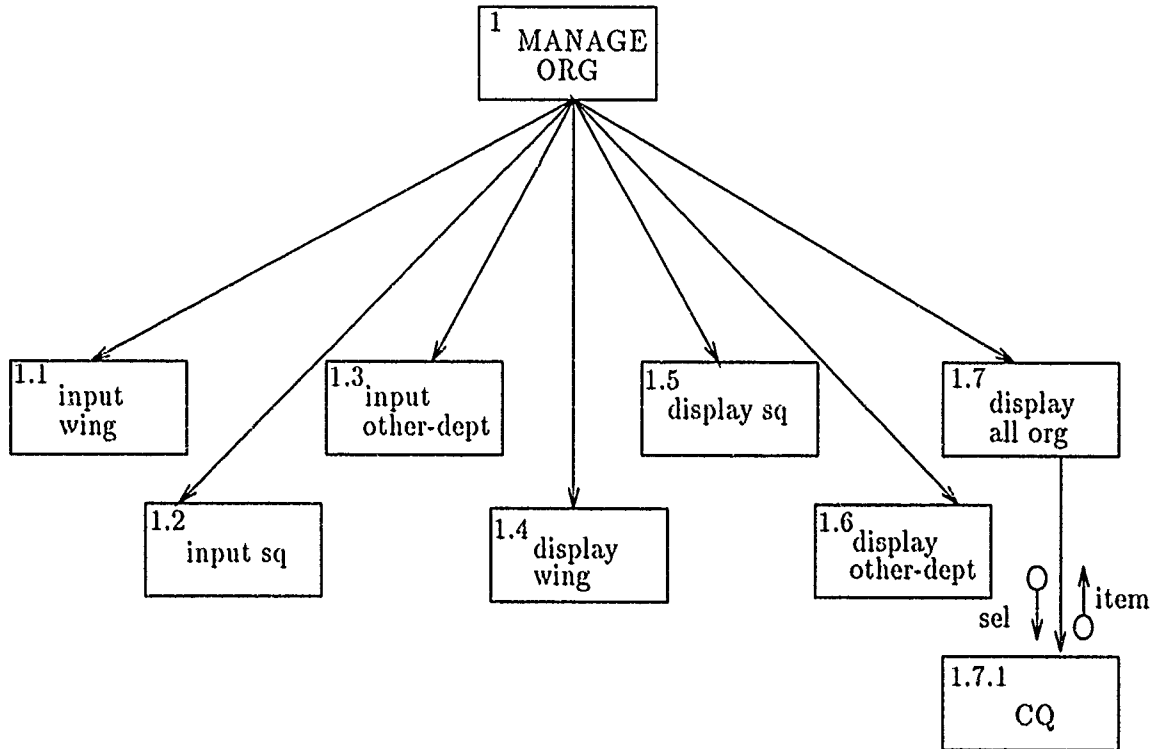 1
MANAGE
ORG
1.1
input
wing
1.3
input
other-dept
1.5
display sq
1.7
display
all org
1.2
input sq
1.4
display
wing
1.6
display
other-dept
sel
item
1.7.1
CQ